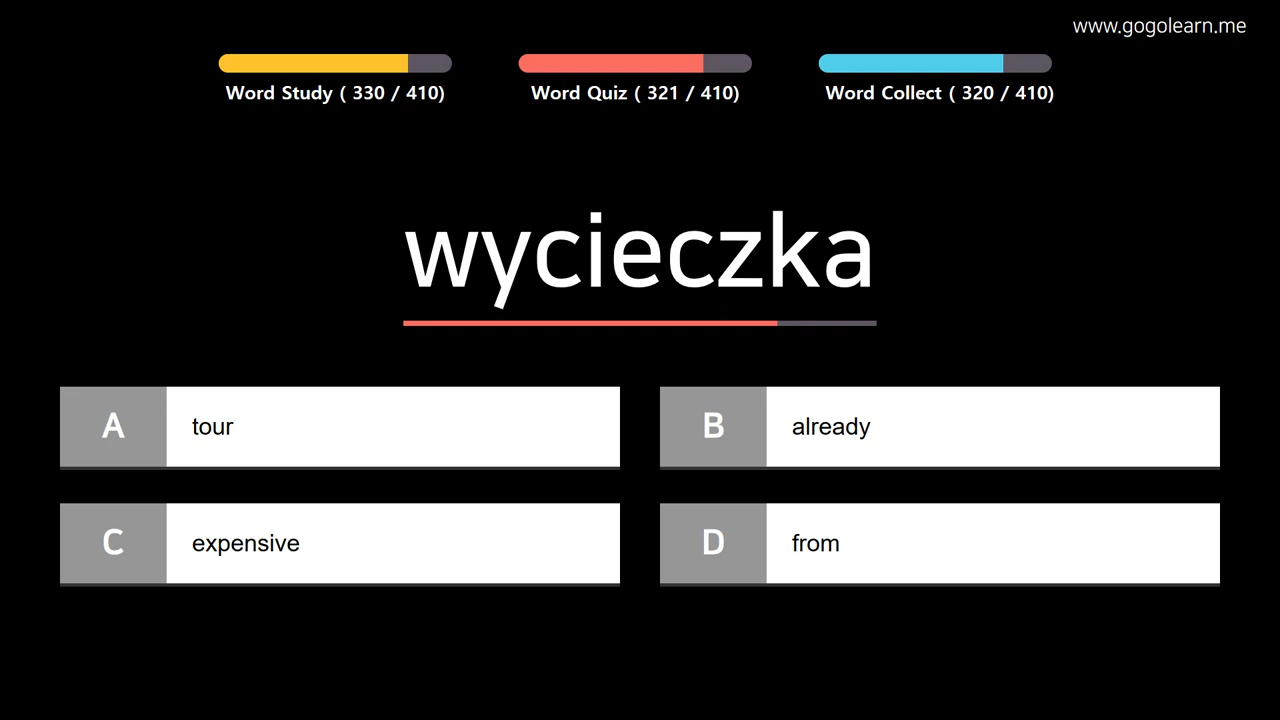 www.gogolearn.me
Word Study ( 330 / 410)
Word Quiz ( 321 / 410)
Word Collect ( 320 / 410)
wycieczka
A tour
B already
C expensive
D from